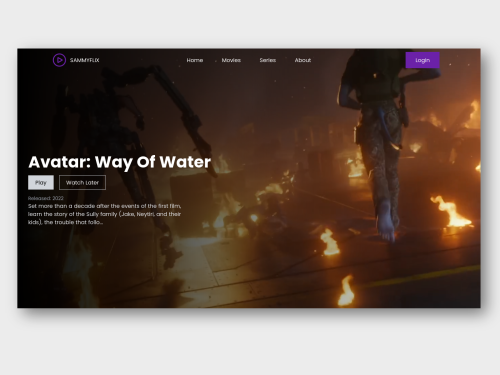 SAMMYFLIX
Home
Movies
Series
About
Login
Avatar: Way Of Water
Play
Watch Later
Released: 2022
Set more than a decade after the events of the first film,
learn the story of the Sully family (Jake, Neytiri, and their
kids), the trouble that follo...